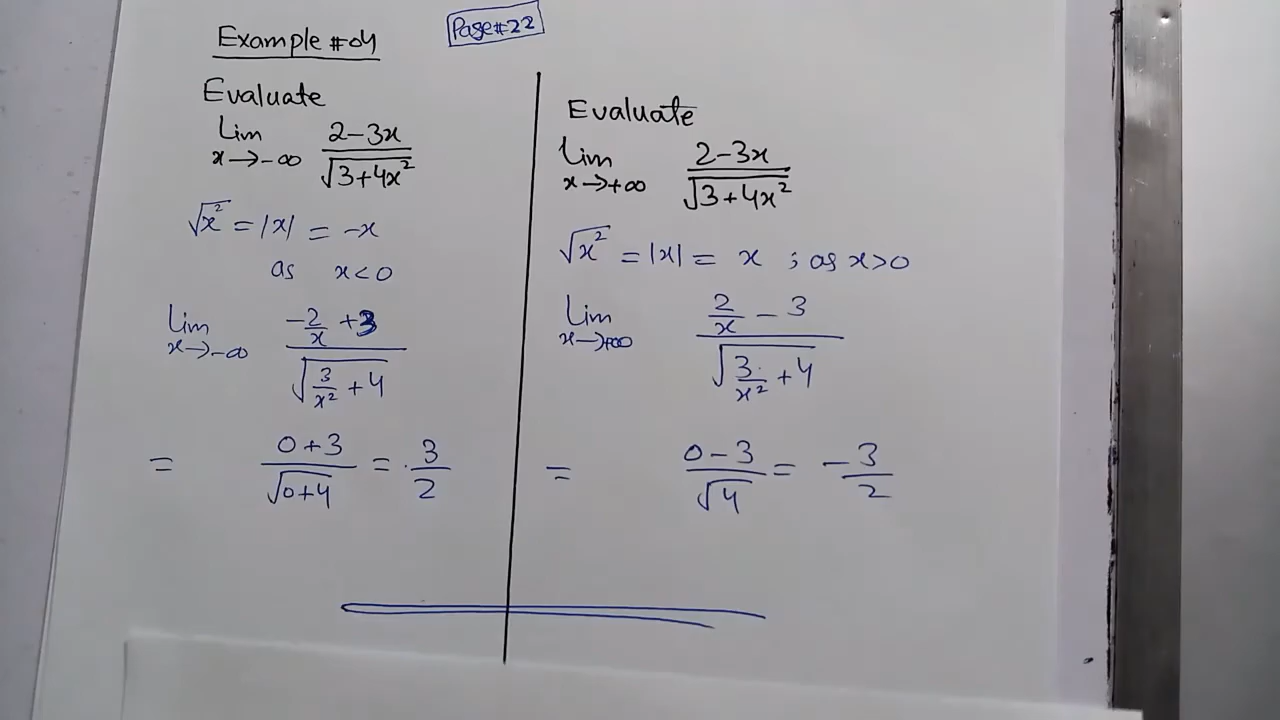 Example #04
Page#22
Evaluate
Lim x→-∞ (2-3x)/√(3+4x²)
√x² = |x| = -x
as x<0
Lim x→-∞ (-2/x +3)/√(3/x² + 4)
= (0+3)/√(0+4) = 3/2
Evaluate
Lim x→+∞ (2-3x)/√(3+4x²)
√x² = |x| = x ; as x>0
Lim x→+∞ (2/x - 3)/√(3/x² + 4)
= (0-3)/√4 = -3/2